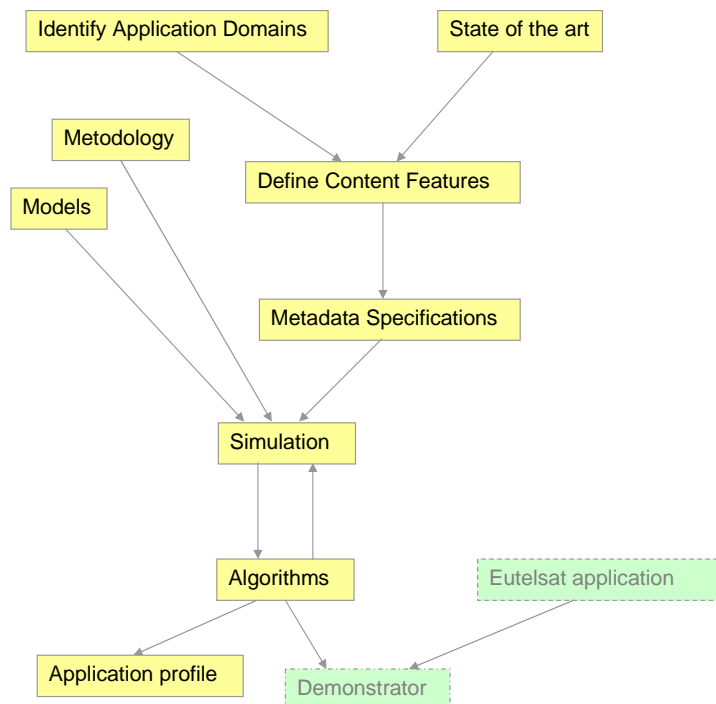 Identify Application Domains
State of the art
Metodology
Define Content Features
Models
Metadata Specifications
Simulation
Algorithms
Eutelsat application
Application profile
Demonstrator